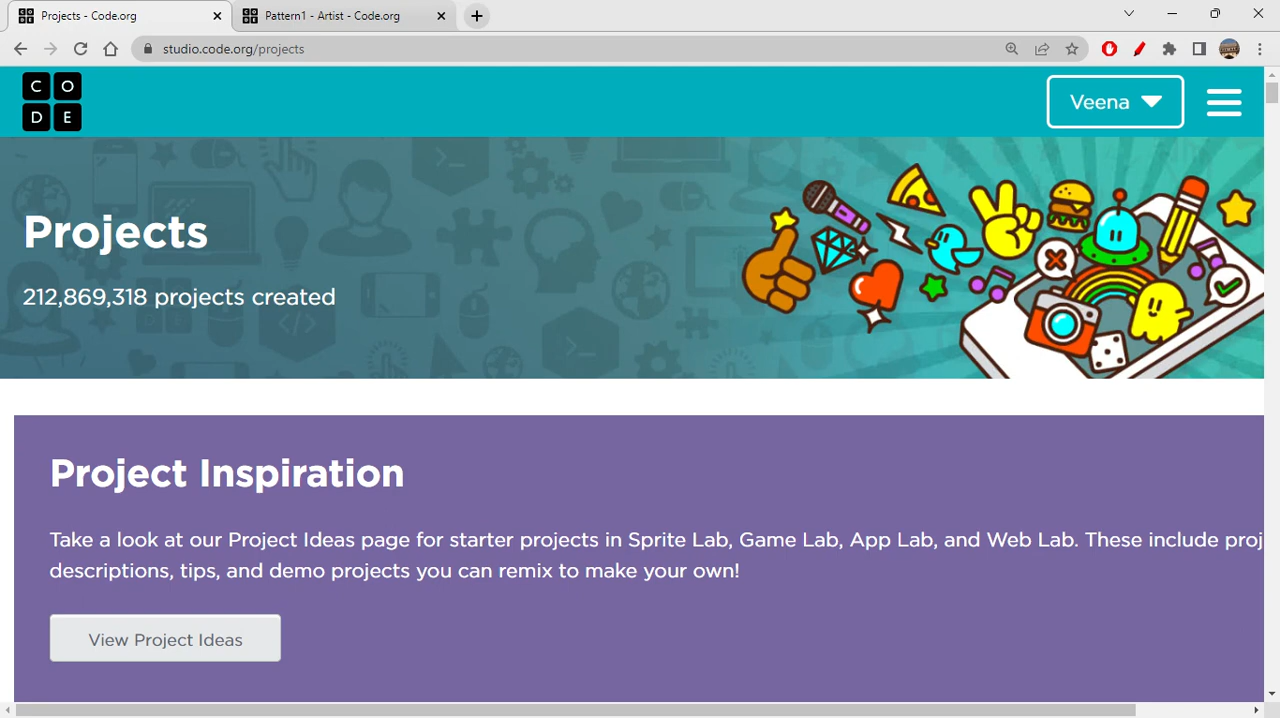 Projects - Code.org
Pattern1 - Artist - Code.org
studio.code.org/projects
C O
D E
Veena
Projects
212,869,318 projects created
Project Inspiration
Take a look at our Project Ideas page for starter projects in Sprite Lab, Game Lab, App Lab, and Web Lab. These include proj
descriptions, tips, and demo projects you can remix to make your own!
View Project Ideas